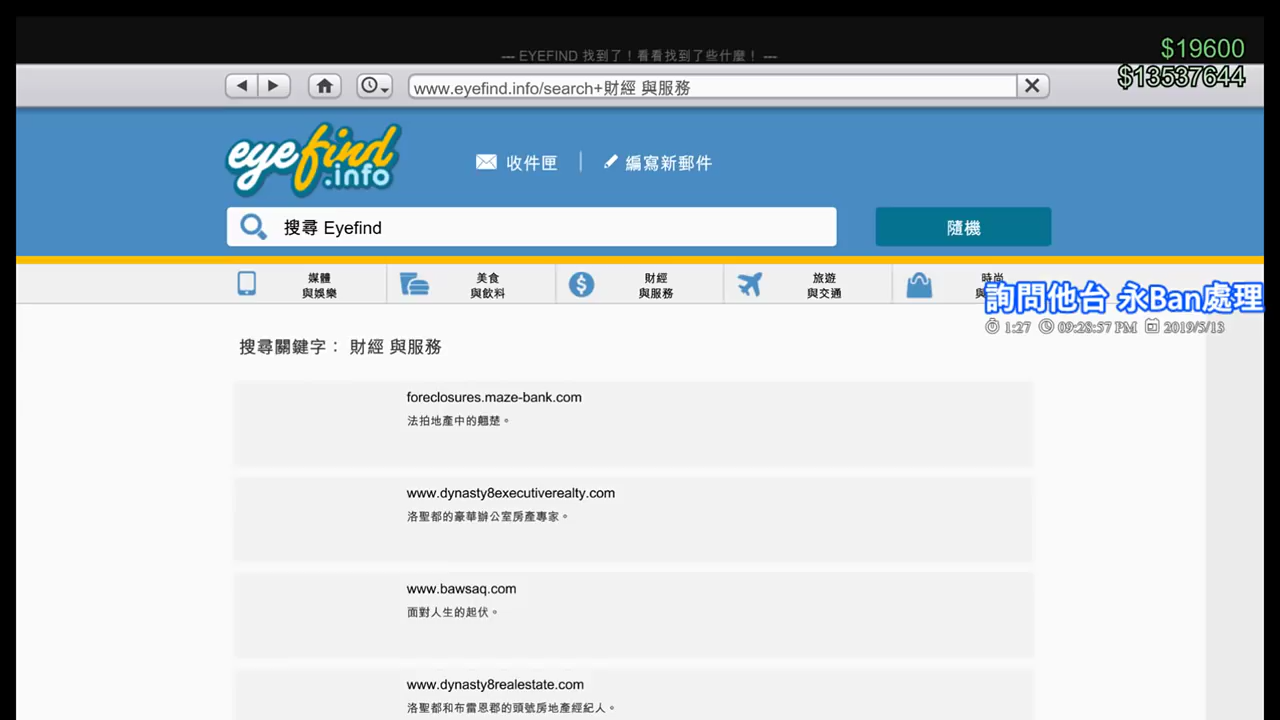 --- EYEFIND 找到了！看看找到了些什麼！ ---
$19600
$13537644
www.eyefind.info/search+財經 與服務
eyefind
.info
收件匣
編寫新郵件
搜尋 Eyefind
隨機
媒體
與娛樂
美食
與飲料
財經
與服務
旅遊
與交通
時尚
詢問他台 永Ban處理
1:27 09:28:57 PM 2019/5/13
搜尋關鍵字： 財經 與服務
foreclosures.maze-bank.com
法拍地產中的翹楚。
www.dynasty8executiverealty.com
洛聖都的豪華辦公室房產專家。
www.bawsaq.com
面對人生的起伏。
www.dynasty8realestate.com
洛聖都和布雷恩郡的頭號房地產經紀人。